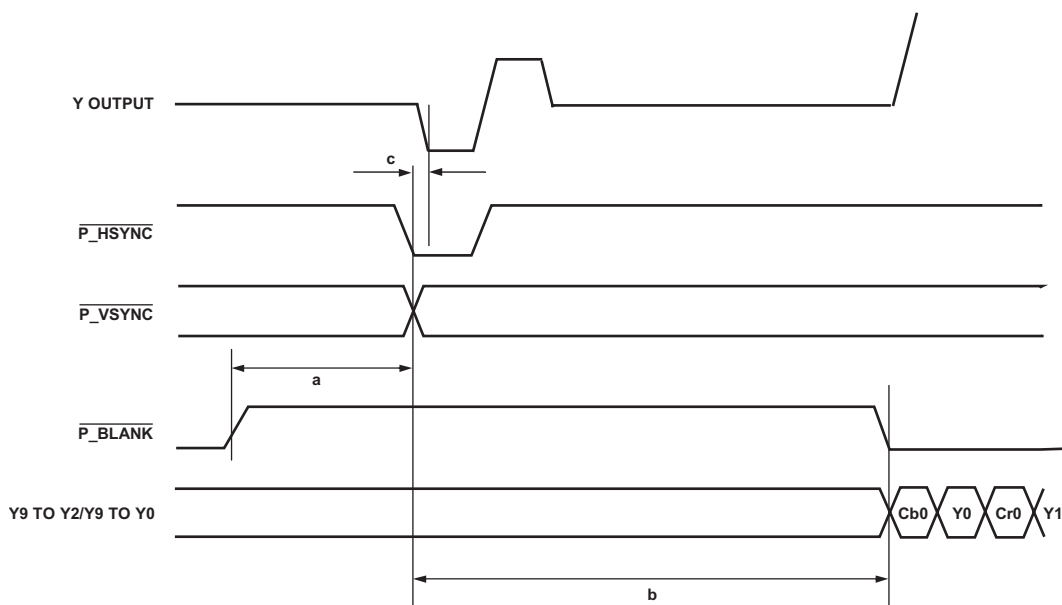 Y OUTPUT
c
P_HSYNC
P_VSYNC
a
P_BLANK
Y9 TO Y2/Y9 TO Y0
Cb0 Y0 Cr0 Y1
b